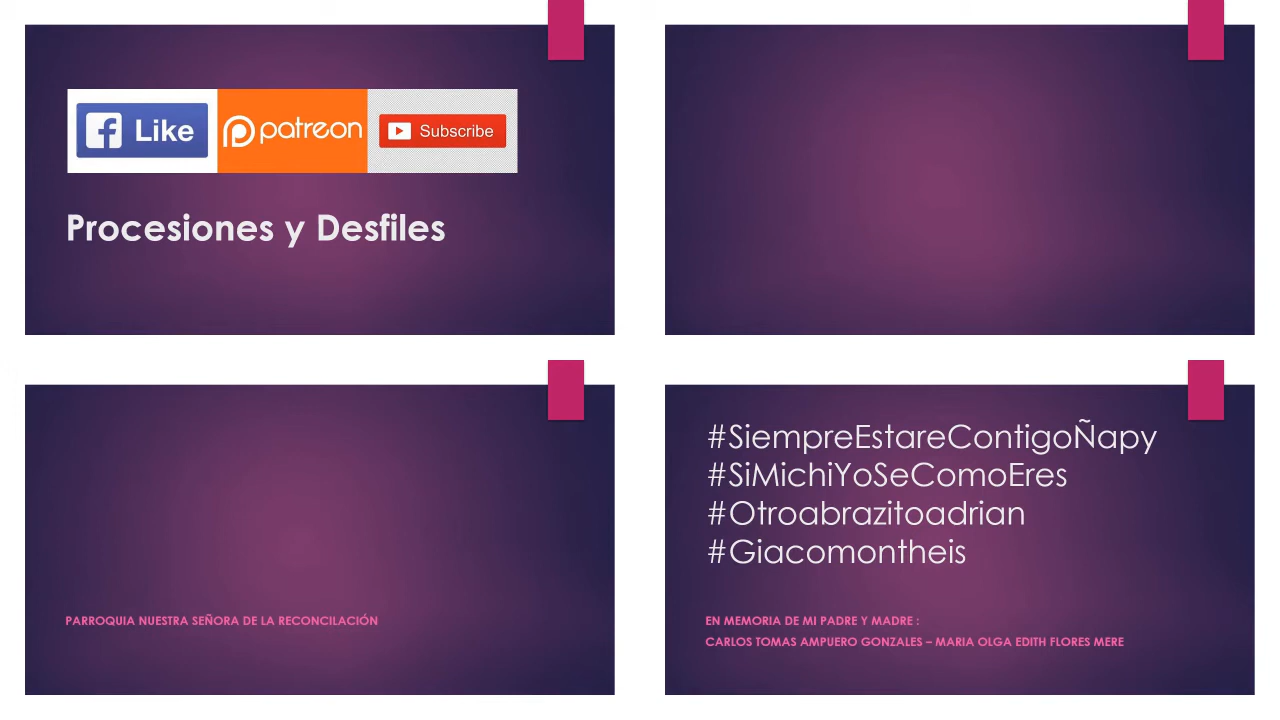 Like
patreon
Subscribe
Procesiones y Desfiles
PARROQUIA NUESTRA SEÑORA DE LA RECONCILACIÓN
#SiempreEstareContigoÑapy
#SiMichiYoSeComoEres
#Otroabrazitoadrian
#Giacomontheis
EN MEMORIA DE MI PADRE Y MADRE :
CARLOS TOMAS AMPUERO GONZALES – MARIA OLGA EDITH FLORES MERE